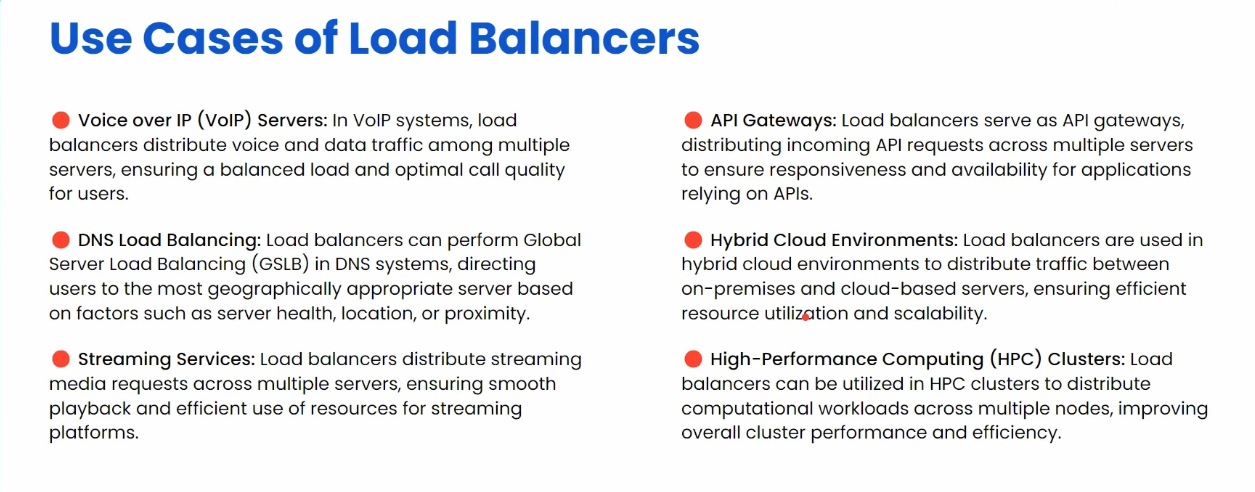 Use Cases of Load Balancers
Voice over IP (VoIP) Servers: In VoIP systems, load
balancers distribute voice and data traffic among multiple
servers, ensuring a balanced load and optimal call quality
for users.
DNS Load Balancing: Load balancers can perform Global
Server Load Balancing (GSLB) in DNS systems, directing
users to the most geographically appropriate server based
on factors such as server health, location, or proximity.
Streaming Services: Load balancers distribute streaming
media requests across multiple servers, ensuring smooth
playback and efficient use of resources for streaming
platforms.
API Gateways: Load balancers serve as API gateways,
distributing incoming API requests across multiple servers
to ensure responsiveness and availability for applications
relying on APIs.
Hybrid Cloud Environments: Load balancers are used in
hybrid cloud environments to distribute traffic between
on-premises and cloud-based servers, ensuring efficient
resource utilization and scalability.
High-Performance Computing (HPC) Clusters: Load
balancers can be utilized in HPC clusters to distribute
computational workloads across multiple nodes, improving
overall cluster performance and efficiency.